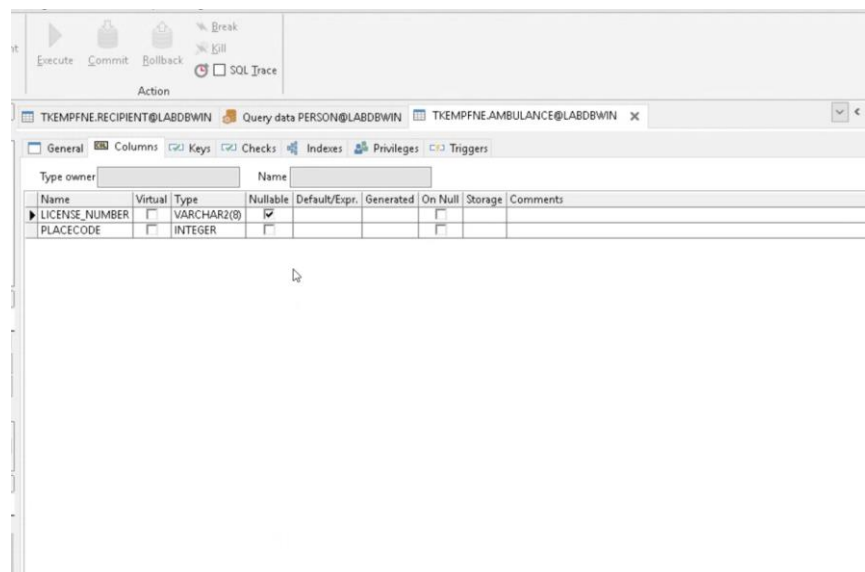 nt
Execute Commit Rollback
Break
Kill
SQL Trace
Action
TKEMPFNE.RECIPIENT@LABDBWIN Query data PERSON@LABDBWIN TKEMPFNE.AMBULANCE@LABDBWIN
General Columns Keys Checks Indexes Privileges Triggers
Type owner Name
Name Virtual Type Nullable Default/Expr. Generated On Null Storage Comments
LICENSE_NUMBER VARCHAR2(8)
PLACECODE INTEGER